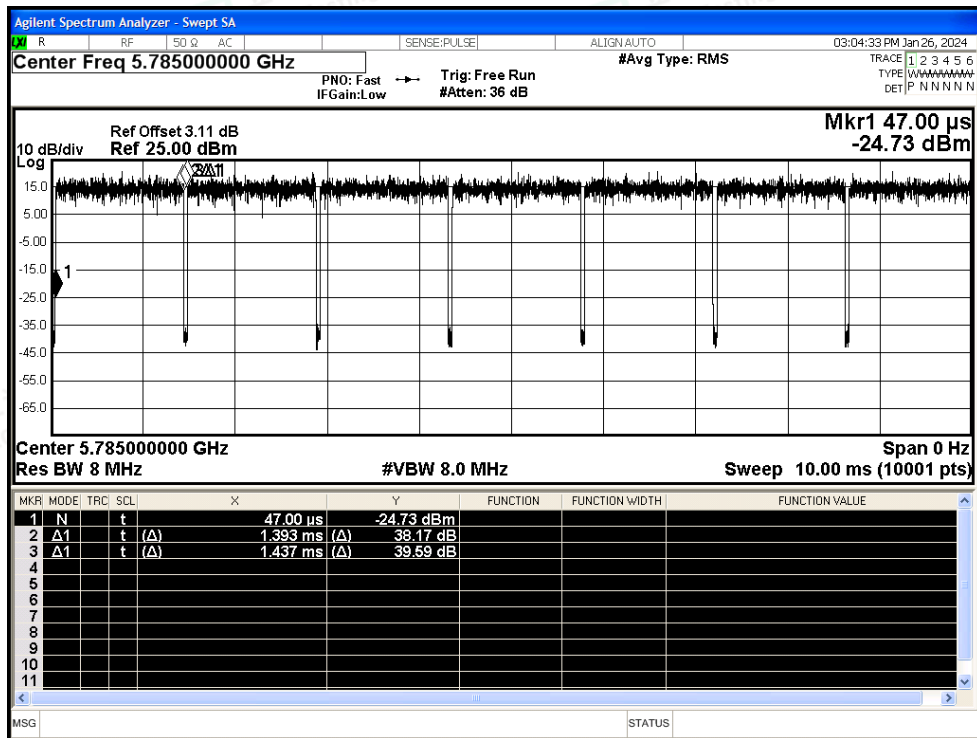 Agilent Spectrum Analyzer - Swept SA
LXI R RF 50 Ω AC SENSE:PULSE ALIGN AUTO 03:04:33 PM Jan 26, 2024
Center Freq 5.785000000 GHz #Avg Type: RMS TRACE 1 2 3 4 5 6
PNO: Fast Trig: Free Run TYPE WWWWWW
IFGain:Low #Atten: 36 dB DET P N N N N N
Mkr1 47.00 µs
Ref Offset 3.11 dB
10 dB/div Ref 25.00 dBm -24.73 dBm
Log
15.0
5.00
-5.00
-15.0
-25.0
-35.0
-45.0
-55.0
-65.0
1
Center 5.785000000 GHz Span 0 Hz
Res BW 8 MHz #VBW 8.0 MHz Sweep 10.00 ms (10001 pts)
MKR MODE TRC SCL X Y FUNCTION FUNCTION WIDTH FUNCTION VALUE
1 N t 47.00 µs -24.73 dBm
2 Δ1 t (Δ) 1.393 ms (Δ) 38.17 dB
3 Δ1 t (Δ) 1.437 ms (Δ) 39.59 dB
4
5
6
7
8
9
10
11
MSG STATUS